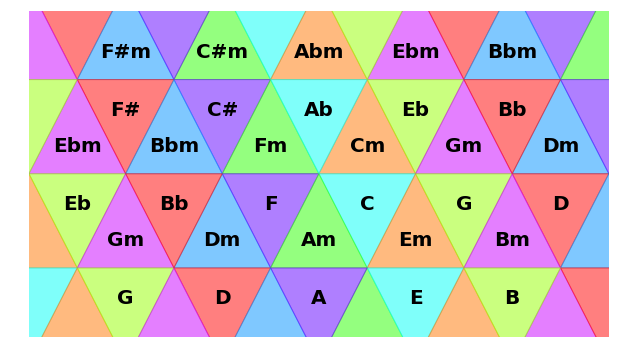 F#m C#m Abm Ebm Bbm
F# C# Ab Eb Bb
Ebm Bbm Fm Cm Gm Dm
Eb Bb F C G D
Gm Dm Am Em Bm
G D A E B